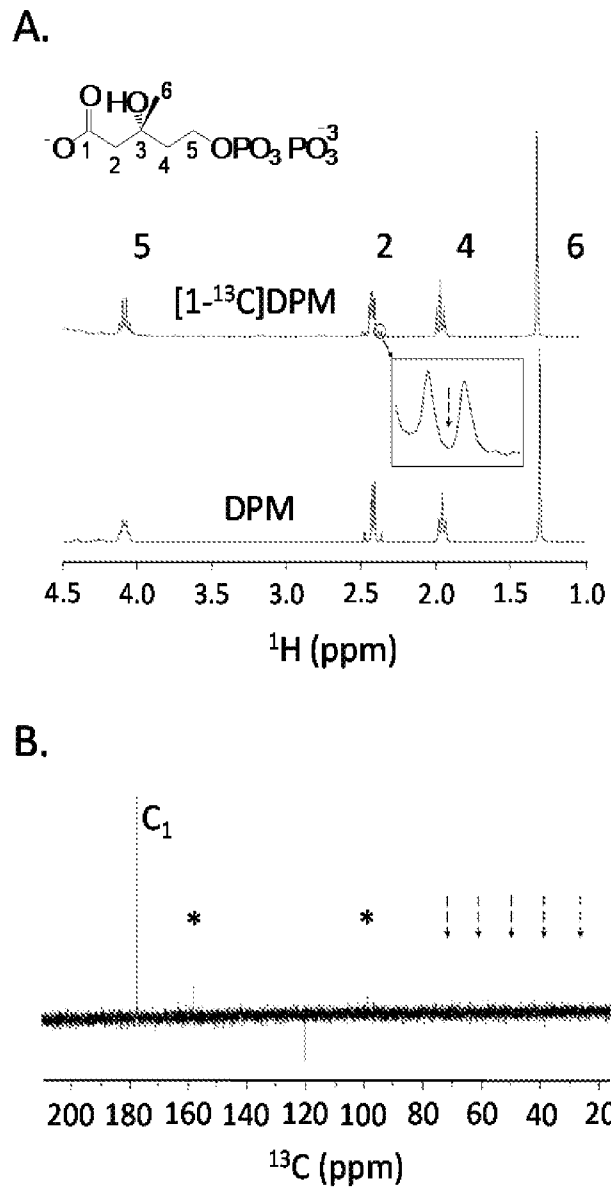 A.
O HO 6
⁻O 1 2 3 4 5 OPO₃ PO₃⁻³
5 2 4 6
[1-¹³C]DPM
DPM
4.5 4.0 3.5 3.0 2.5 2.0 1.5 1.0
¹H (ppm)
B.
C₁
* *
200 180 160 140 120 100 80 60 40 20
¹³C (ppm)